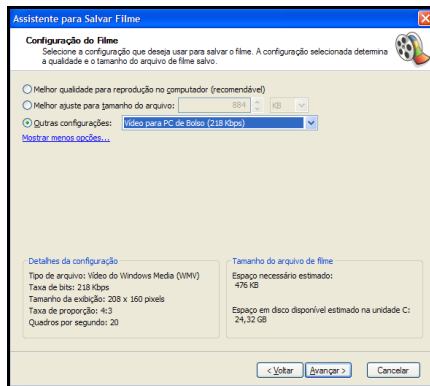 Assistente para Salvar Filme
Configuração do Filme
Selecione a configuração que deseja usar para salvar o filme. A configuração selecionada determina
a qualidade e o tamanho do arquivo de filme salvo.
Melhor qualidade para reprodução no computador (recomendável)
Melhor ajuste para tamanho do arquivo: 884 KB
Outras configurações: Vídeo para PC de Bolso (218 Kbps)
Mostrar menos opções...
Detalhes da configuração
Tipo de arquivo: Vídeo do Windows Media (WMV)
Taxa de bits: 218 Kbps
Tamanho da exibição: 208 x 160 pixels
Taxa de proporção: 4:3
Quadros por segundo: 20
Tamanho do arquivo de filme
Espaço necessário estimado:
476 KB
Espaço em disco disponível estimado na unidade C:
24,32 GB
< Voltar Avançar > Cancelar